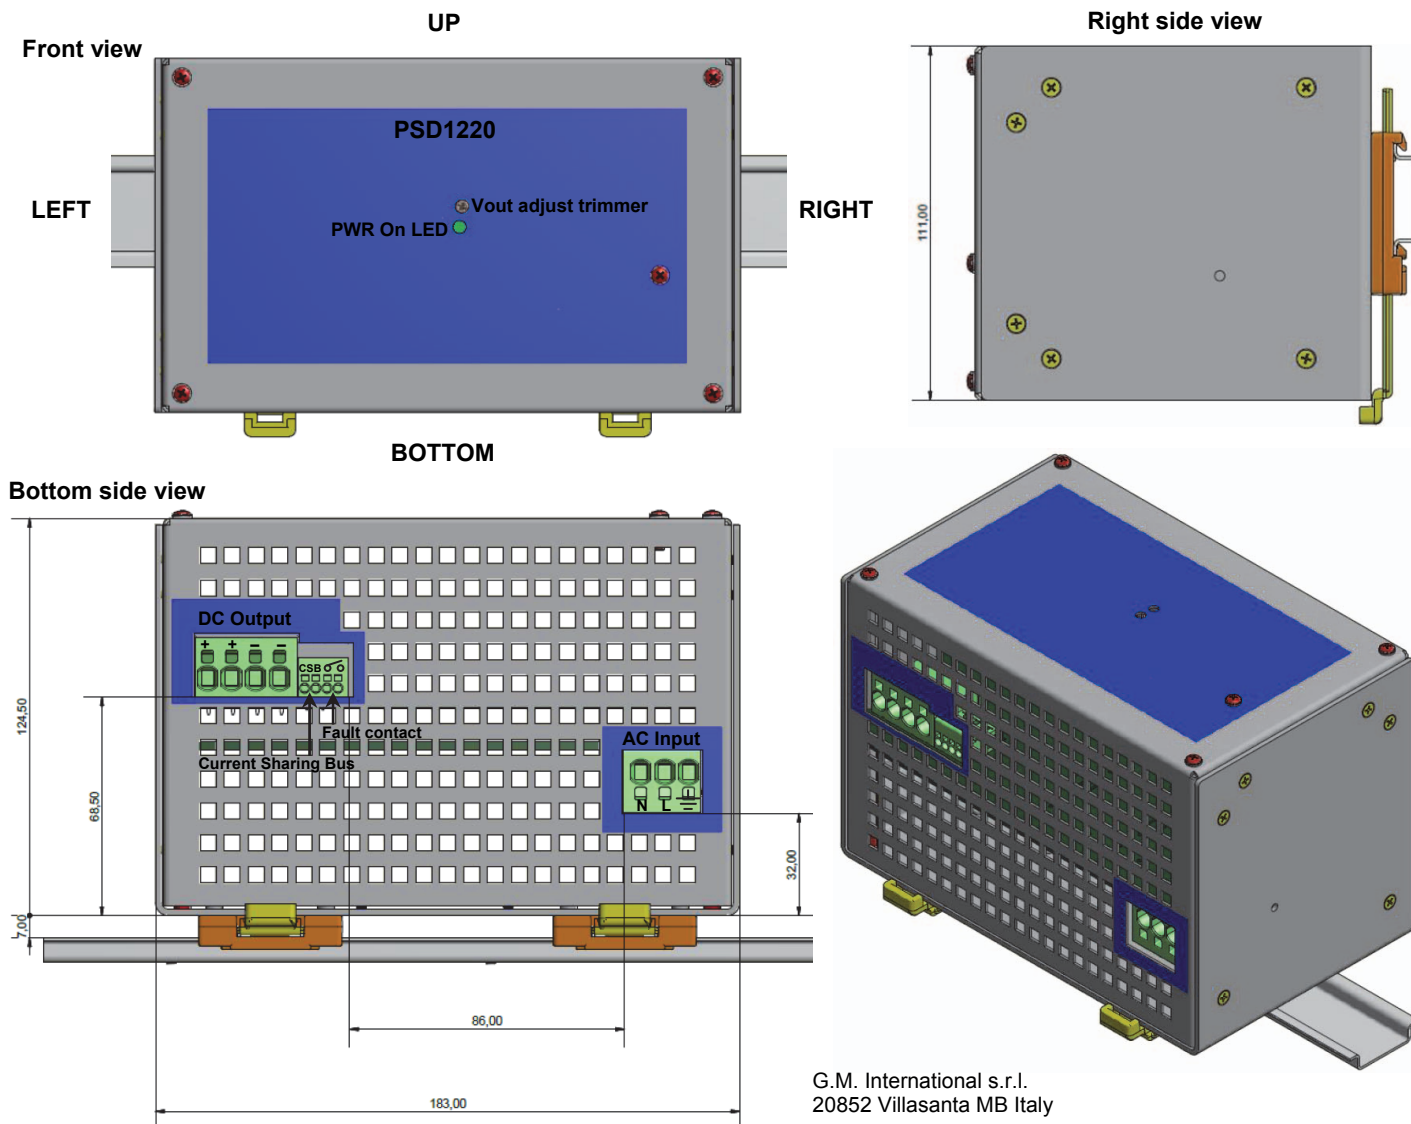 UP
Right side view
Front view
PSD1220
Vout adjust trimmer
PWR On LED
LEFT
RIGHT
111,00
BOTTOM
Bottom side view
DC Output
+ + – –
CSB
Fault contact
Current Sharing Bus
AC Input
N L
124,50
68,50
32,00
7,00
86,00
183,00
G.M. International s.r.l.
20852 Villasanta MB Italy